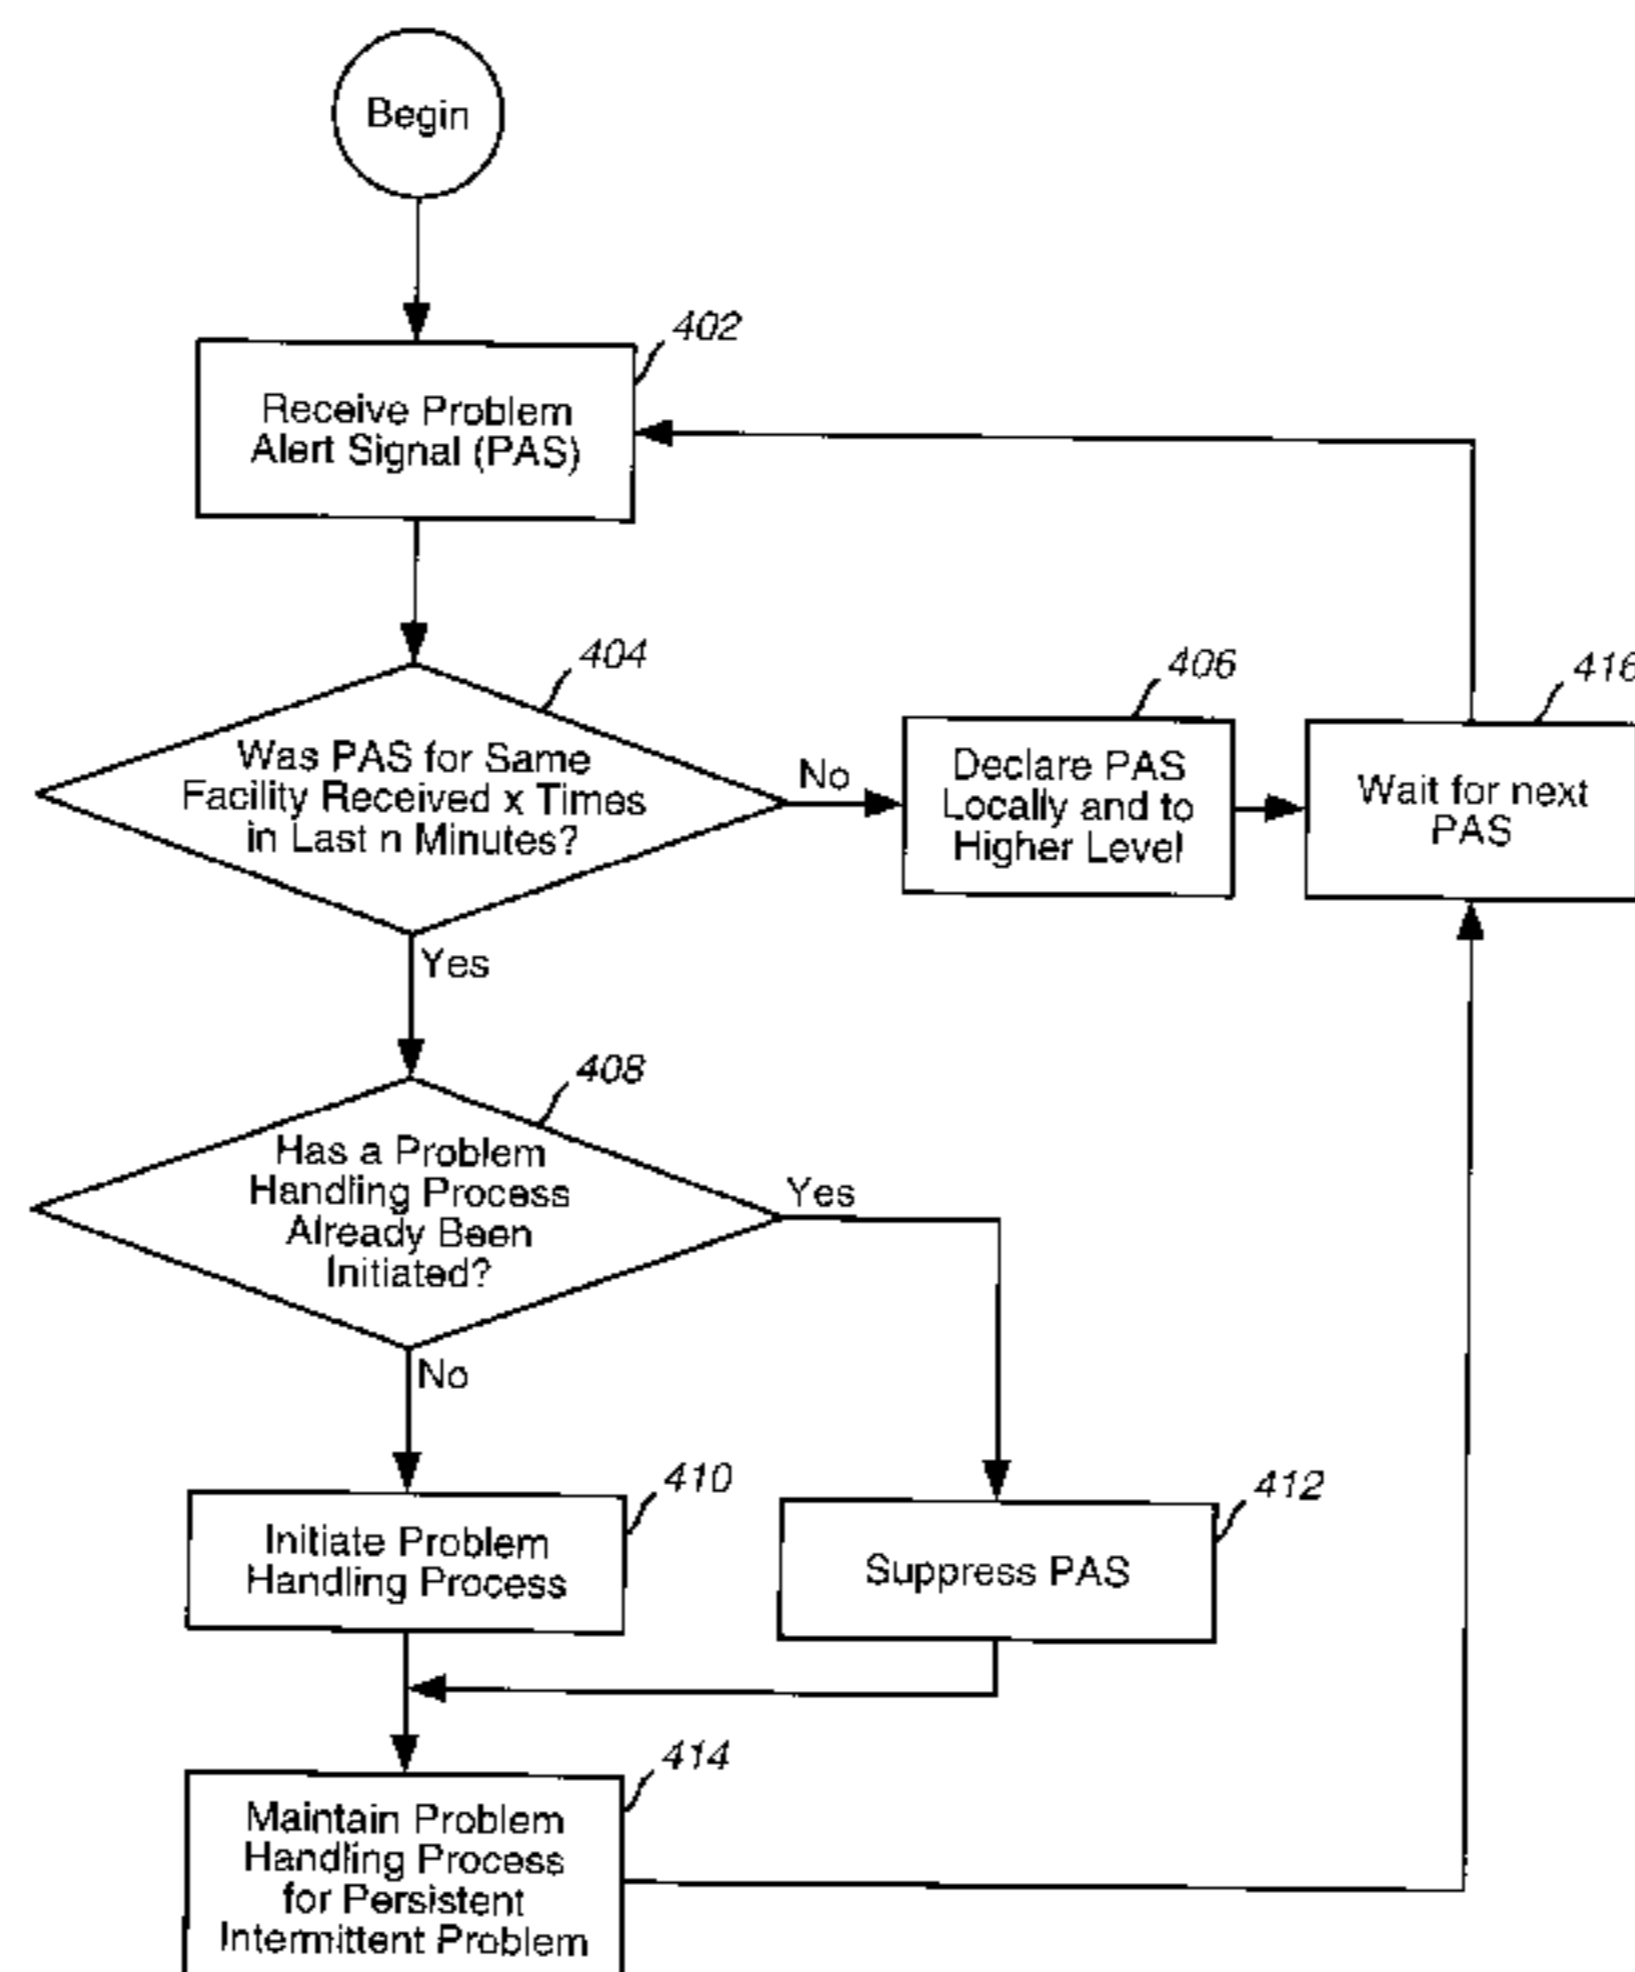 Begin
402
Receive Problem
Alert Signal (PAS)
404
Was PAS for Same
Facility Received x Times
in Last n Minutes?
No
406
Declare PAS
Locally and to
Higher Level
416
Wait for next
PAS
Yes
408
Has a Problem
Handling Process
Already Been
Initiated?
Yes
No
410
Initiate Problem
Handling Process
412
Suppress PAS
414
Maintain Problem
Handling Process
for Persistent
Intermittent Problem